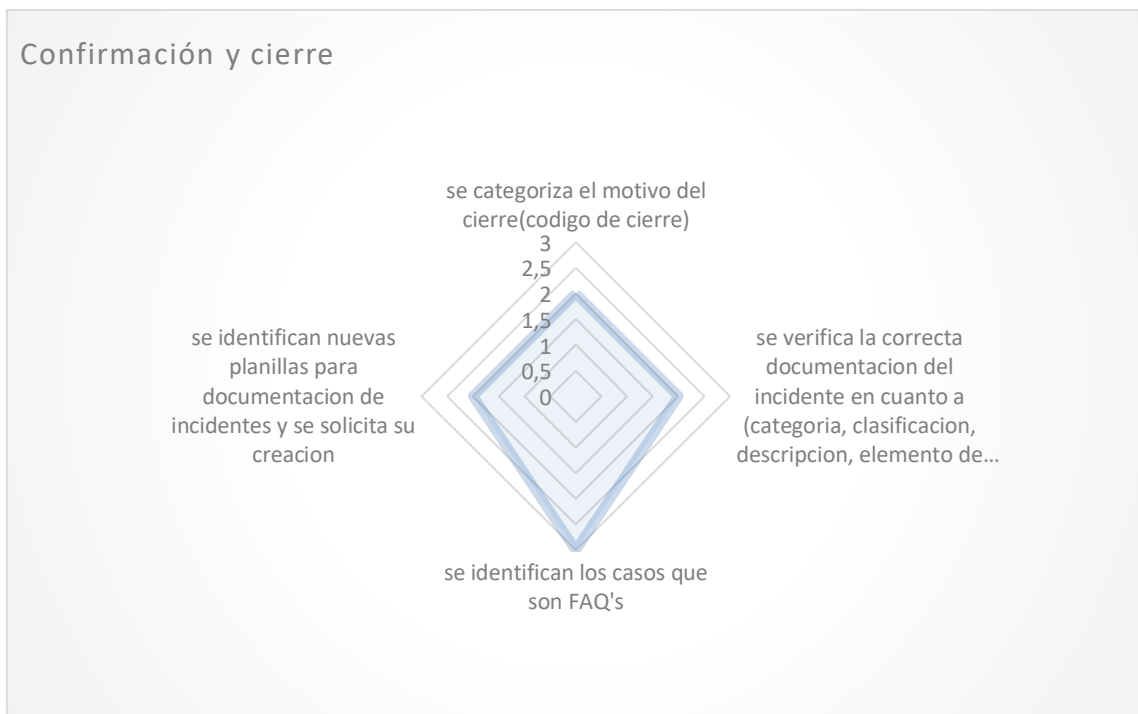 Confirmación y cierre
se categoriza el motivo del
cierre(codigo de cierre)
3
2,5
2
1,5
1
0,5
0
se verifica la correcta
documentacion del
incidente en cuanto a
(categoria, clasificacion,
descripcion, elemento de…
se identifican los casos que
son FAQ's
se identifican nuevas
planillas para
documentacion de
incidentes y se solicita su
creacion